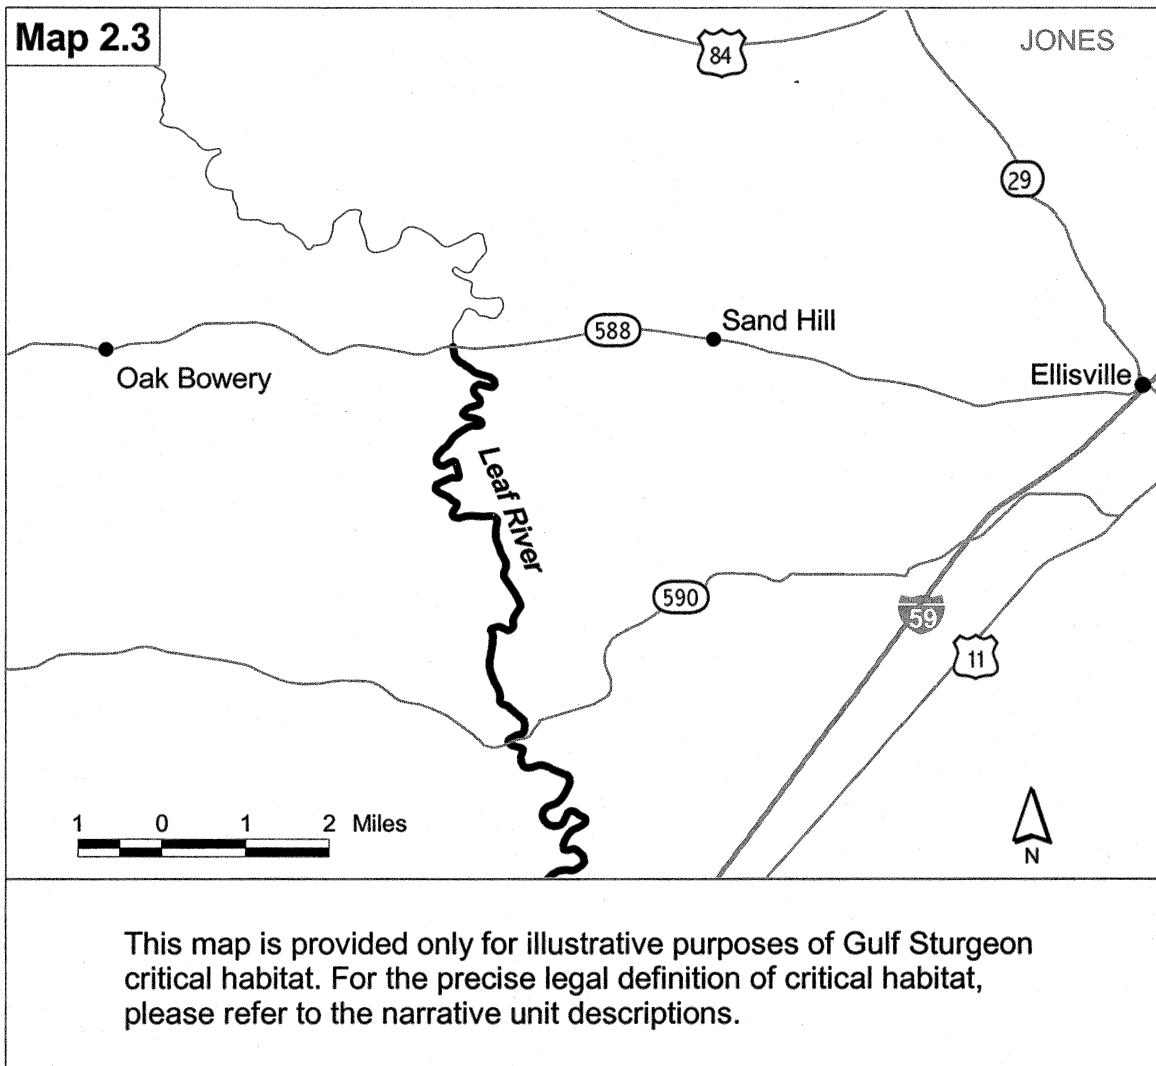 Map 2.3
84
JONES
29
588
Sand Hill
Oak Bowery
Ellisville
Leaf River
590
59
11
1 0 1 2 Miles
N
This map is provided only for illustrative purposes of Gulf Sturgeon
critical habitat. For the precise legal definition of critical habitat,
please refer to the narrative unit descriptions.